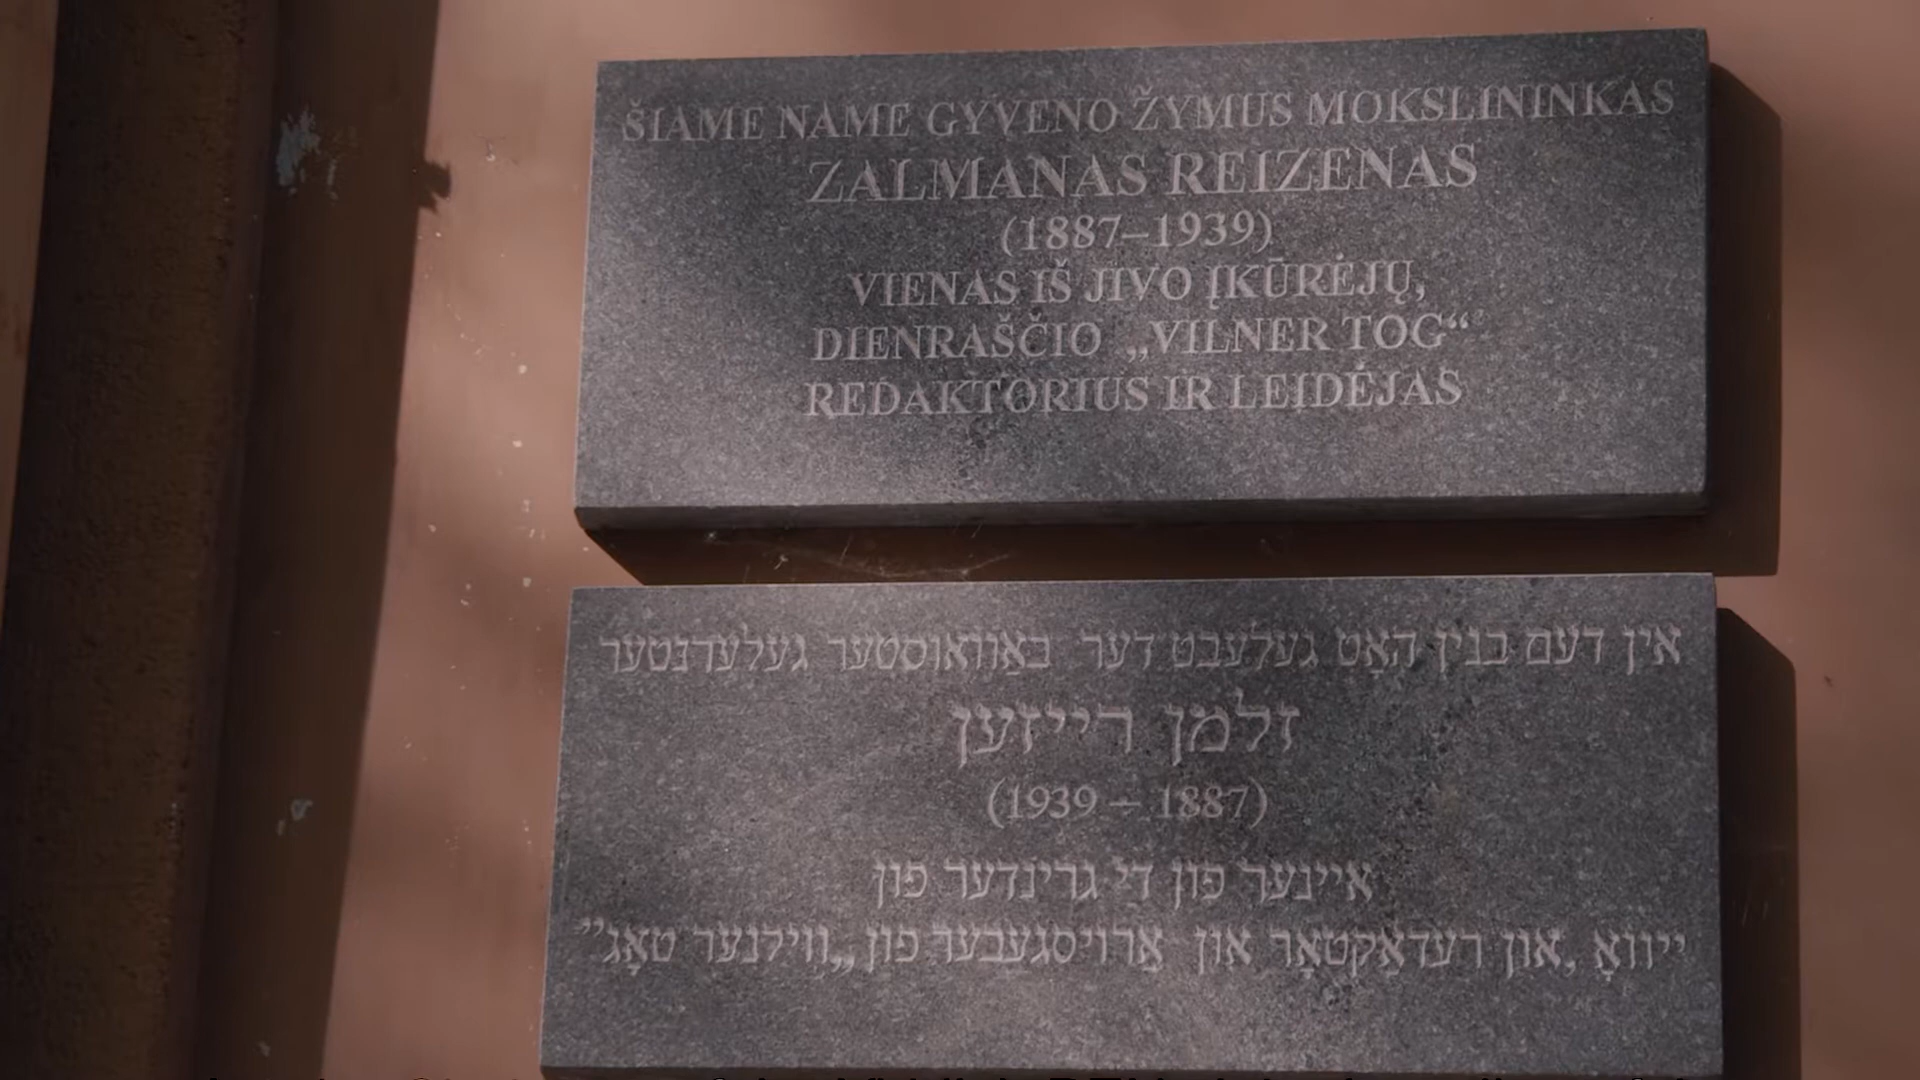 ŠIAME NAME GYVENO ŽYMUS MOKSLININKAS
ZALMANAS REIZENAS
(1887–1939)
VIENAS IŠ JIVO ĮKŪRĖJŲ,
DIENRAŠČIO „VILNER TOG“
REDAKTORIUS IR LEIDĖJAS
אין דעם בנין האָט געלעבט דער באַוואוסטער געלערנטער
זלמן רייזען
(1939 – 1887)
איינער פון די גרינדער פון
ייוואָ ,און רעדאַקטאָר און אַרויסגעבער פון „ווילנער טאָג”